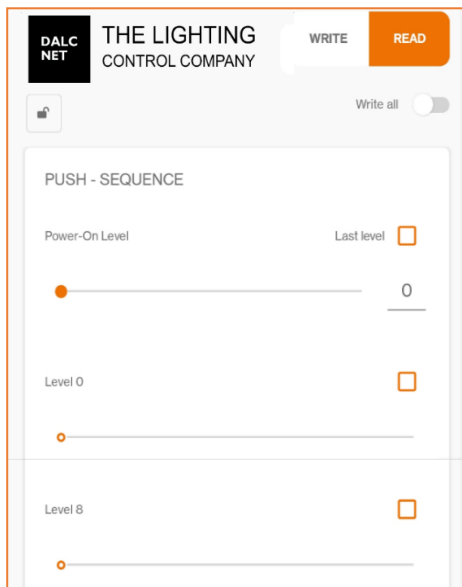 DALC
NET
THE LIGHTING
CONTROL COMPANY
WRITE
READ
Write all
PUSH - SEQUENCE
Power-On Level
Last level
0
Level 0
Level 8